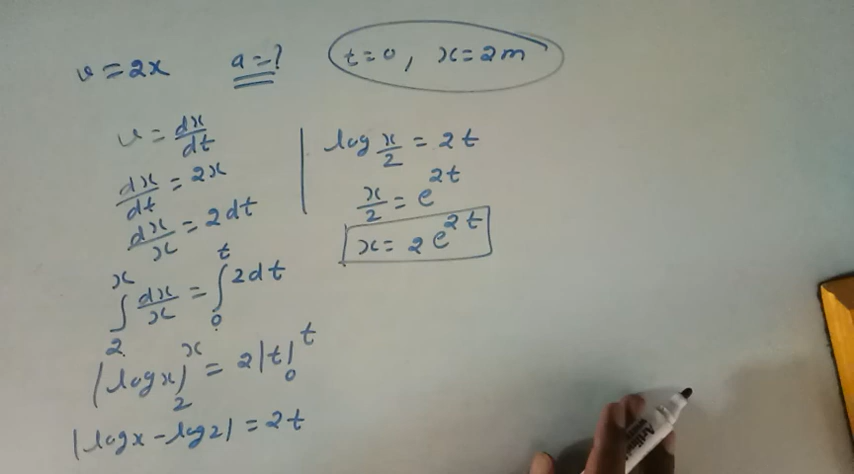 v = 2x   a = ?   t = 0, x = 2m
v = dx/dt
dx/dt = 2x
dx/x = 2dt
∫₂ˣ dx/x = ∫₀ᵗ 2dt
|log x|₂ˣ = 2|t|₀ᵗ
|log x - log 2| = 2t
log x/2 = 2t
x/2 = e^2t
x = 2 e^2t